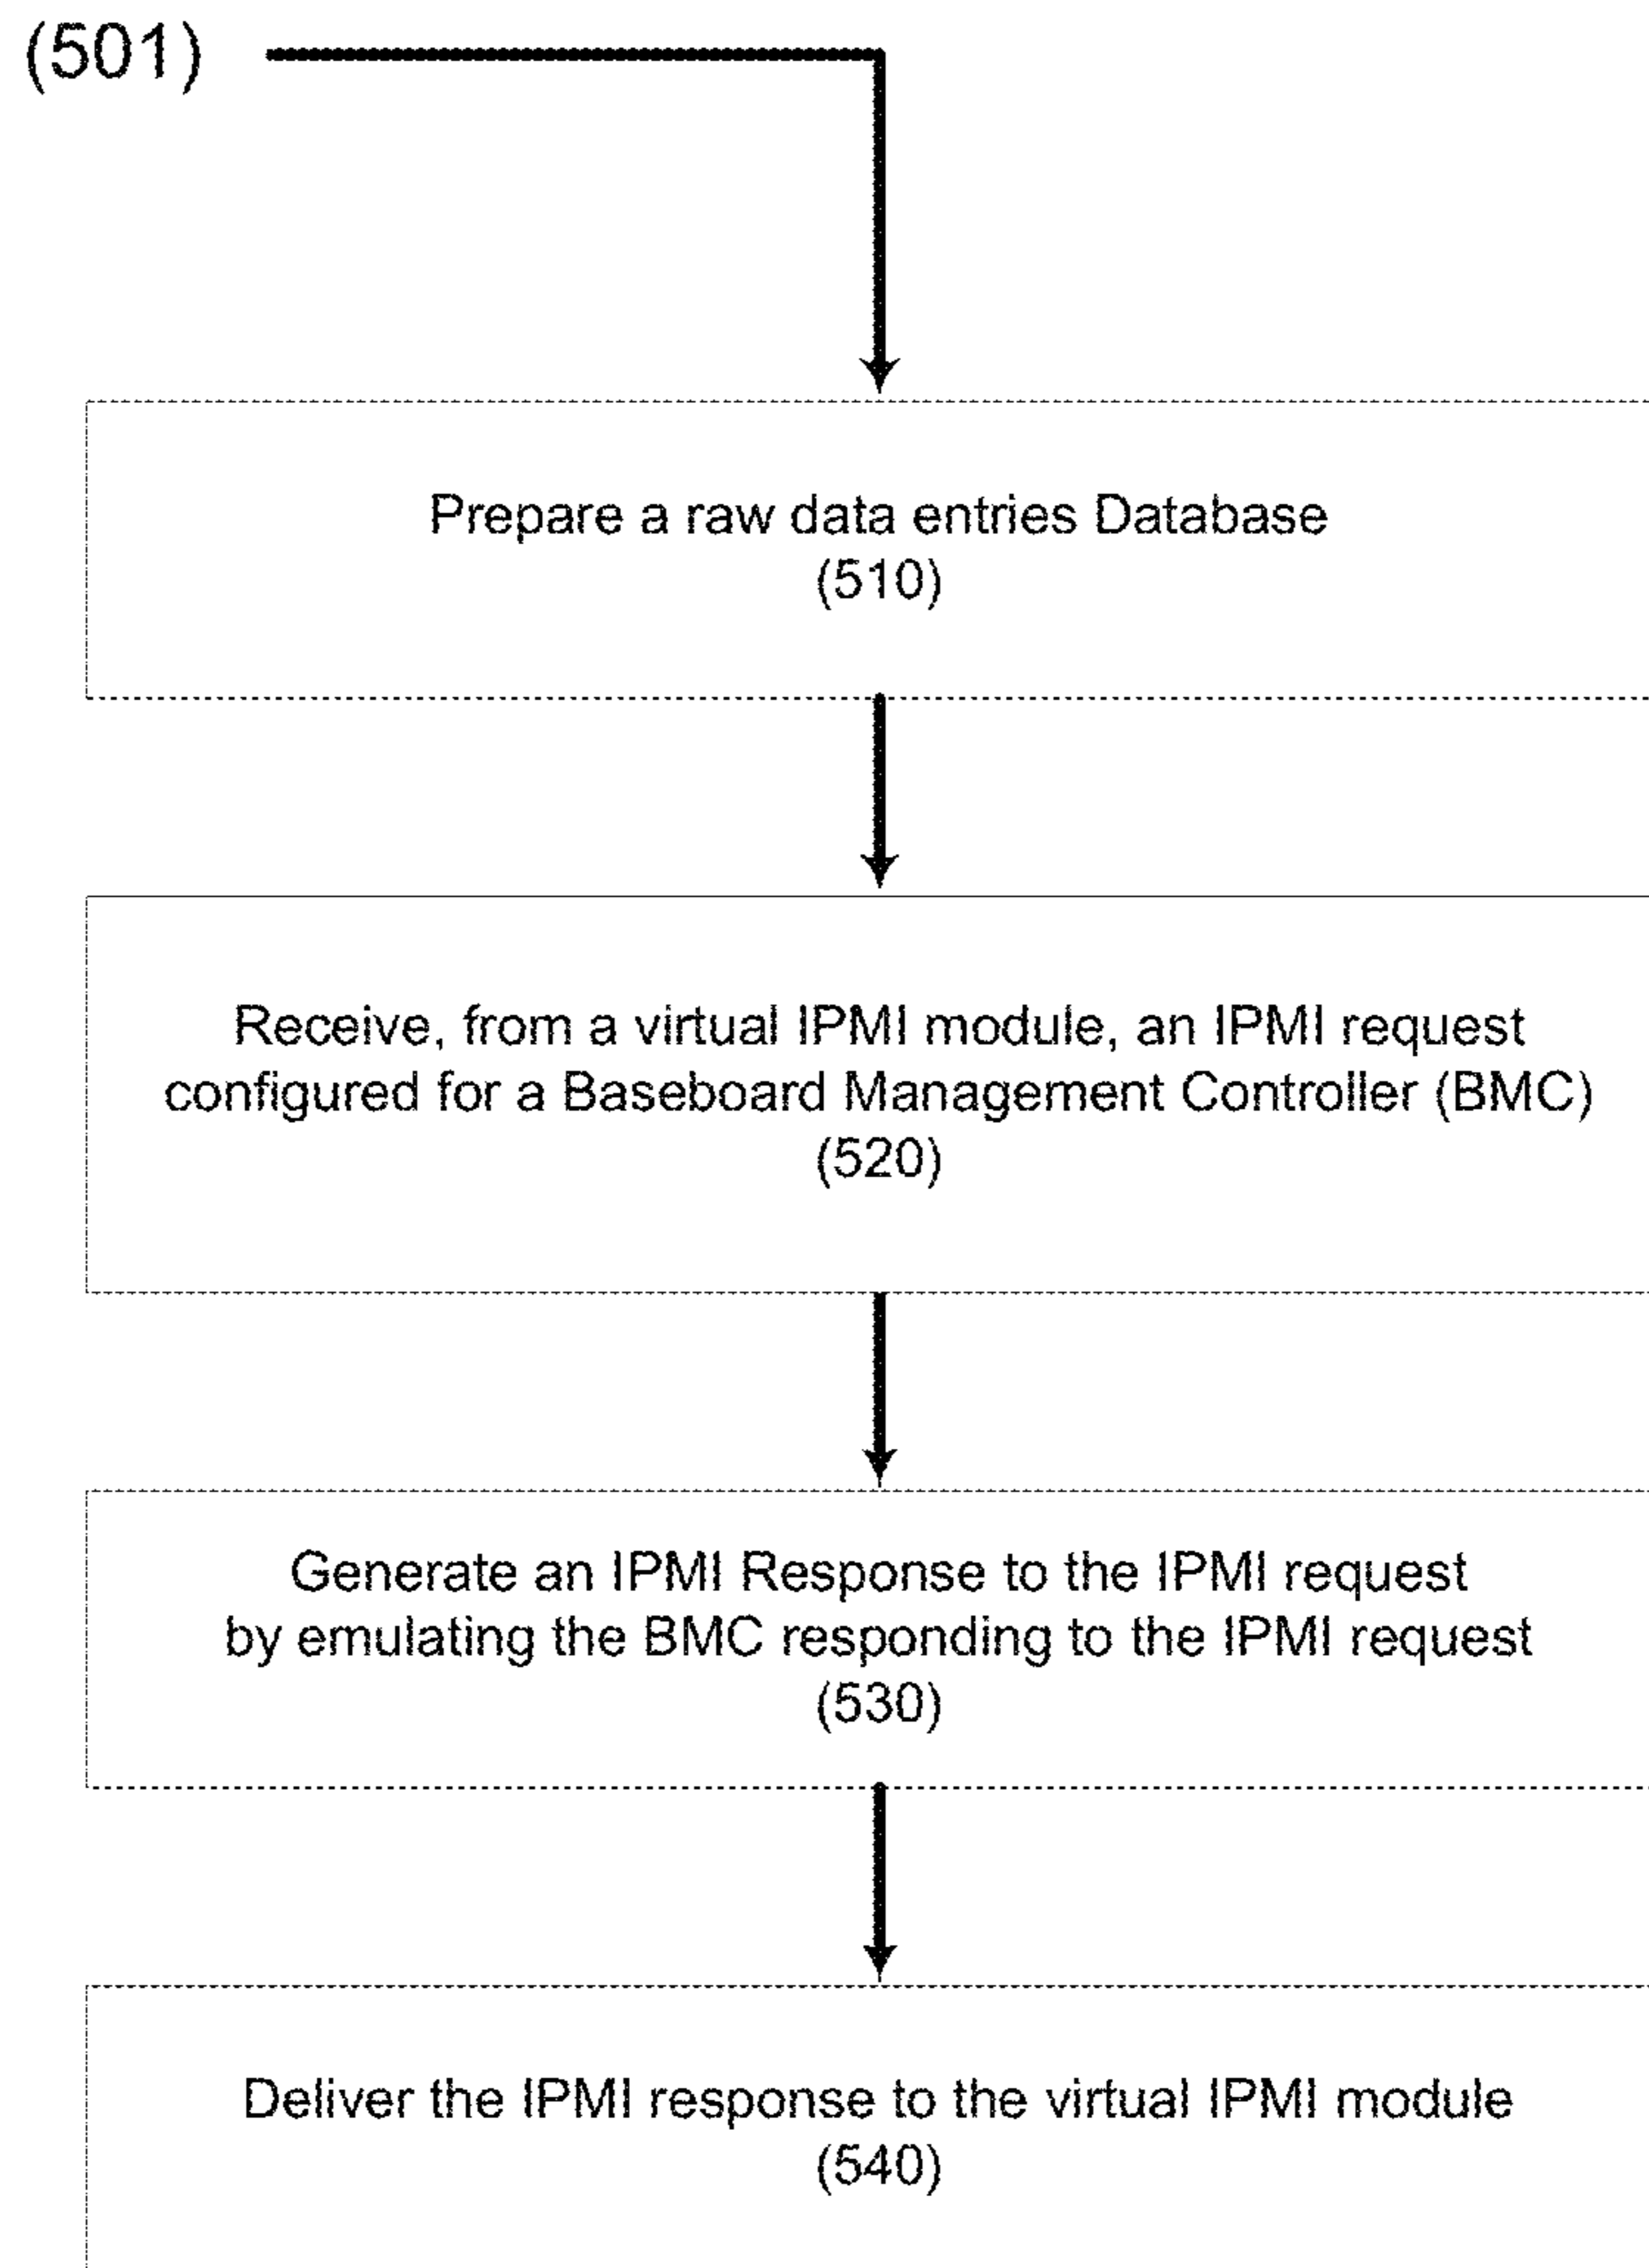 (501)
Prepare a raw data entries Database
(510)
Receive, from a virtual IPMI module, an IPMI request
configured for a Baseboard Management Controller (BMC)
(520)
Generate an IPMI Response to the IPMI request
by emulating the BMC responding to the IPMI request
(530)
Deliver the IPMI response to the virtual IPMI module
(540)